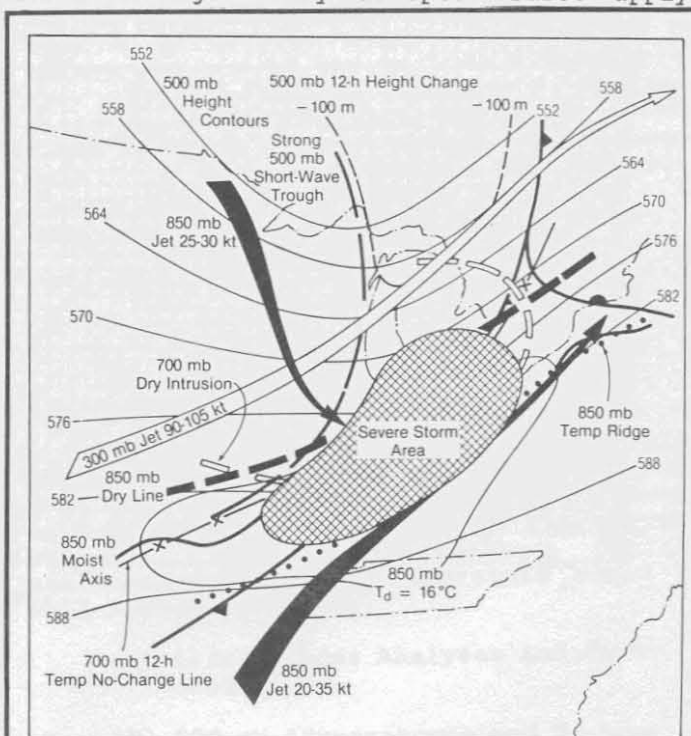 552
500 mb
Height
Contours
500 mb 12-h Height Change
-100 m
-100 m
552
558
558
Strong
500 mb
Short-Wave
Trough
564
564
850 mb
Jet 25-30 kt
570
576
582
570
700 mb
Dry Intrusion
576
300 mb Jet 90-105 kt
850 mb
Temp Ridge
Severe Storm
Area
850 mb
Dry Line
582
588
850 mb
Moist
Axis
588
850 mb
Td = 16°C
700 mb 12-h
Temp No-Change Line
850 mb
Jet 20-35 kt